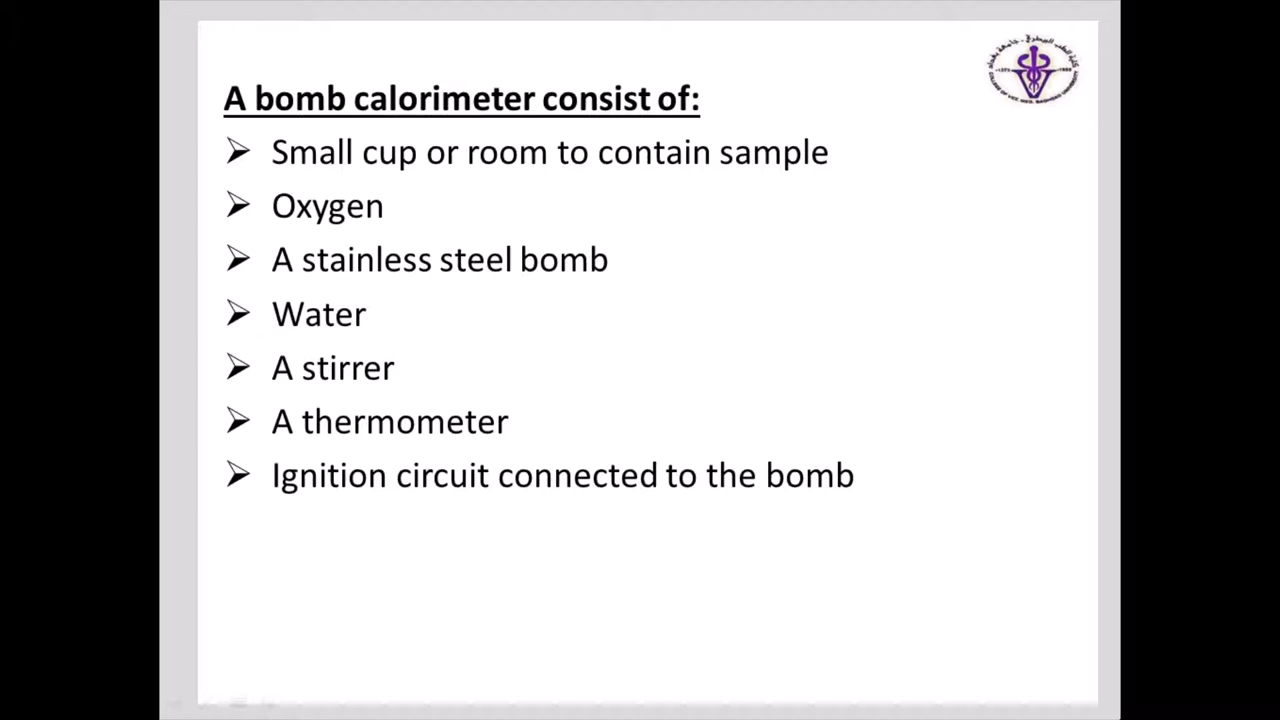 A bomb calorimeter consist of:
➢ Small cup or room to contain sample
➢ Oxygen
➢ A stainless steel bomb
➢ Water
➢ A stirrer
➢ A thermometer
➢ Ignition circuit connected to the bomb